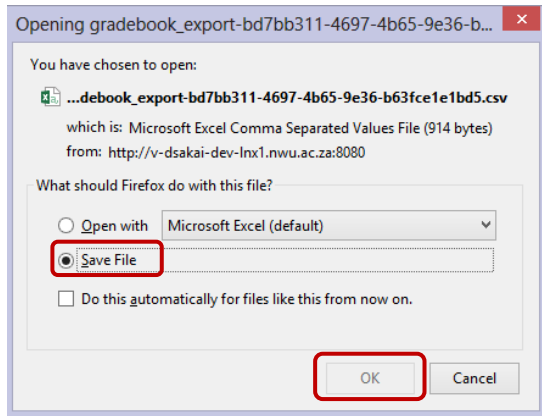 Opening gradebook_export-bd7bb311-4697-4b65-9e36-b...
You have chosen to open:
...debook_export-bd7bb311-4697-4b65-9e36-b63fce1e1bd5.csv
which is: Microsoft Excel Comma Separated Values File (914 bytes)
from: http://v-dsakai-dev-lnx1.nwu.ac.za:8080
What should Firefox do with this file?
Open with Microsoft Excel (default)
Save File
Do this automatically for files like this from now on.
OK Cancel